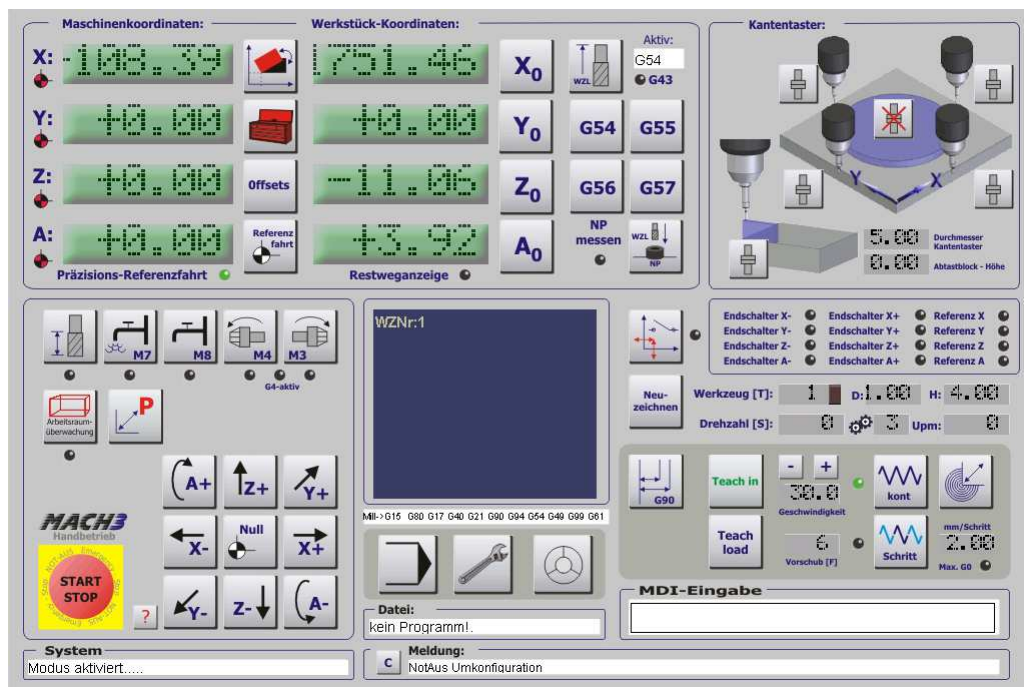 Maschinenkoordinaten:
Werkstück-Koordinaten:
Kantentaster:
X:
-108.39
1751.46
X0
WZL
Aktiv:
G54
G43
Y:
+0.00
+0.00
Y0
G54
G55
Z:
+0.00
Offsets
-11.06
Z0
G56
G57
A:
+0.00
Referenz
fahrt
+3.92
A0
NP
messen
WZL
NP
Präzisions-Referenzfahrt
Restweganzeige
Y
X
5.00
Durchmesser
Kantentaster
0.00
Abtastblock - Höhe
M7
M8
M4
M3
G4-aktiv
Arbeitsraum-
überwachung
P
A+
Z+
Y+
X-
Null
X+
Y-
Z-
A-
MACH3
Handbetrieb
NOT-AUS Emergency-Stop
START
STOP
?
WZNr:1
Mill->G15 G80 G17 G40 G21 G90 G94 G54 G49 G99 G61
Datei:
kein Programm!.
Endschalter X- Endschalter X+ Referenz X
Endschalter Y- Endschalter Y+ Referenz Y
Endschalter Z- Endschalter Z+ Referenz Z
Endschalter A- Endschalter A+ Referenz A
Neu-
zeichnen
Werkzeug [T]: 1 D: 1.00 H: 4.00
Drehzahl [S]: 0 3 Upm: 0
G90
Teach in
- +
30.0
Geschwindigkeit
kont
Teach
load
6
Vorschub [F]
Schritt
mm/Schritt
2.00
Max. G0
MDI-Eingabe
System
Modus aktiviert.....
C
Meldung:
NotAus Umkonfiguration